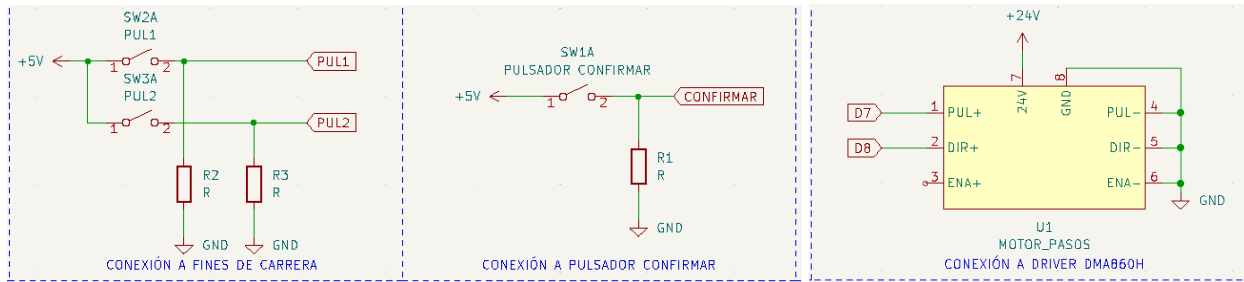 SW2A
PUL1
+5V
1
2
PUL1
SW3A
PUL2
1
2
PUL2
R2
R
R3
R
GND
GND
CONEXIÓN A FINES DE CARRERA
SW1A
PULSADOR CONFIRMAR
+5V
1
2
CONFIRMAR
R1
R
GND
CONEXIÓN A PULSADOR CONFIRMAR
+24V
7
8
24V
GND
D7
1
PUL+
PUL-
4
D8
2
DIR+
DIR-
5
3
ENA+
ENA-
6
GND
U1
MOTOR_PASOS
CONEXIÓN A DRIVER DMA860H